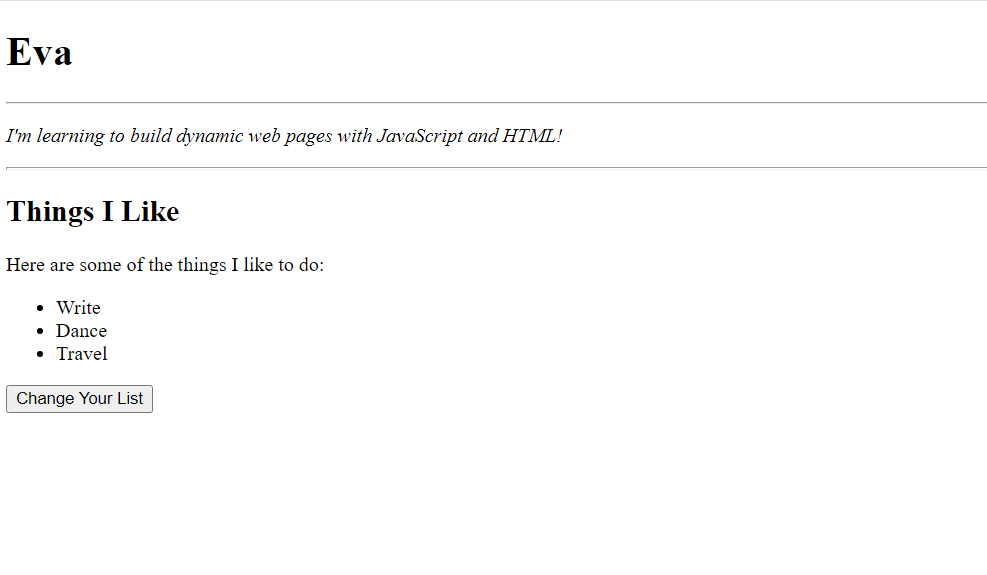 Eva
I'm learning to build dynamic web pages with JavaScript and HTML!
Things I Like
Here are some of the things I like to do:
Write
Dance
Travel
Change Your List